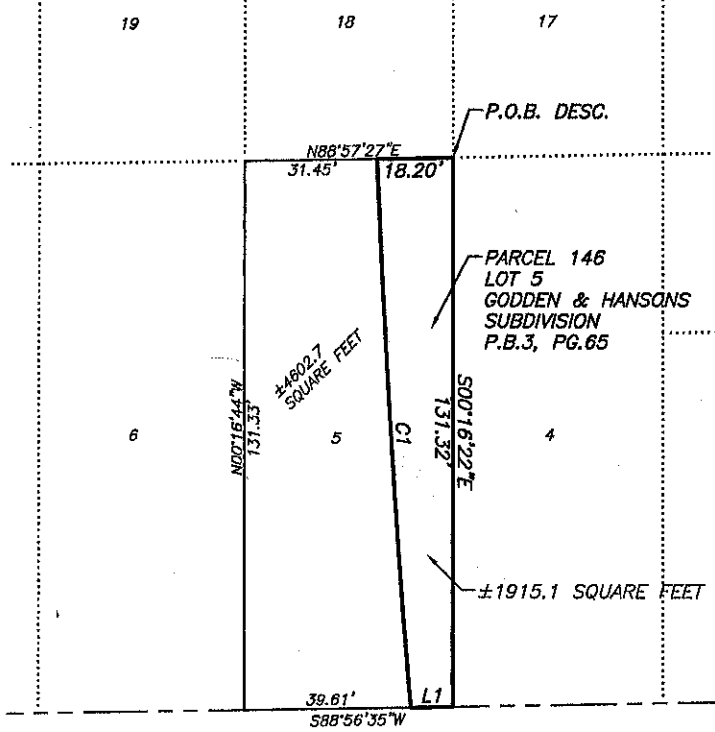 19
18
17
P.O.B. DESC.
N88°57'27"E
31.45'
18.20'
PARCEL 146
LOT 5
GODDEN & HANSONS
SUBDIVISION
P.B.3, PG.65
±4602.7
SQUARE FEET
N00°16'44"W
131.33'
S00°16'22"E
131.32'
6
5
C1
4
±1915.1 SQUARE FEET
39.61'
L1
S88°56'35"W